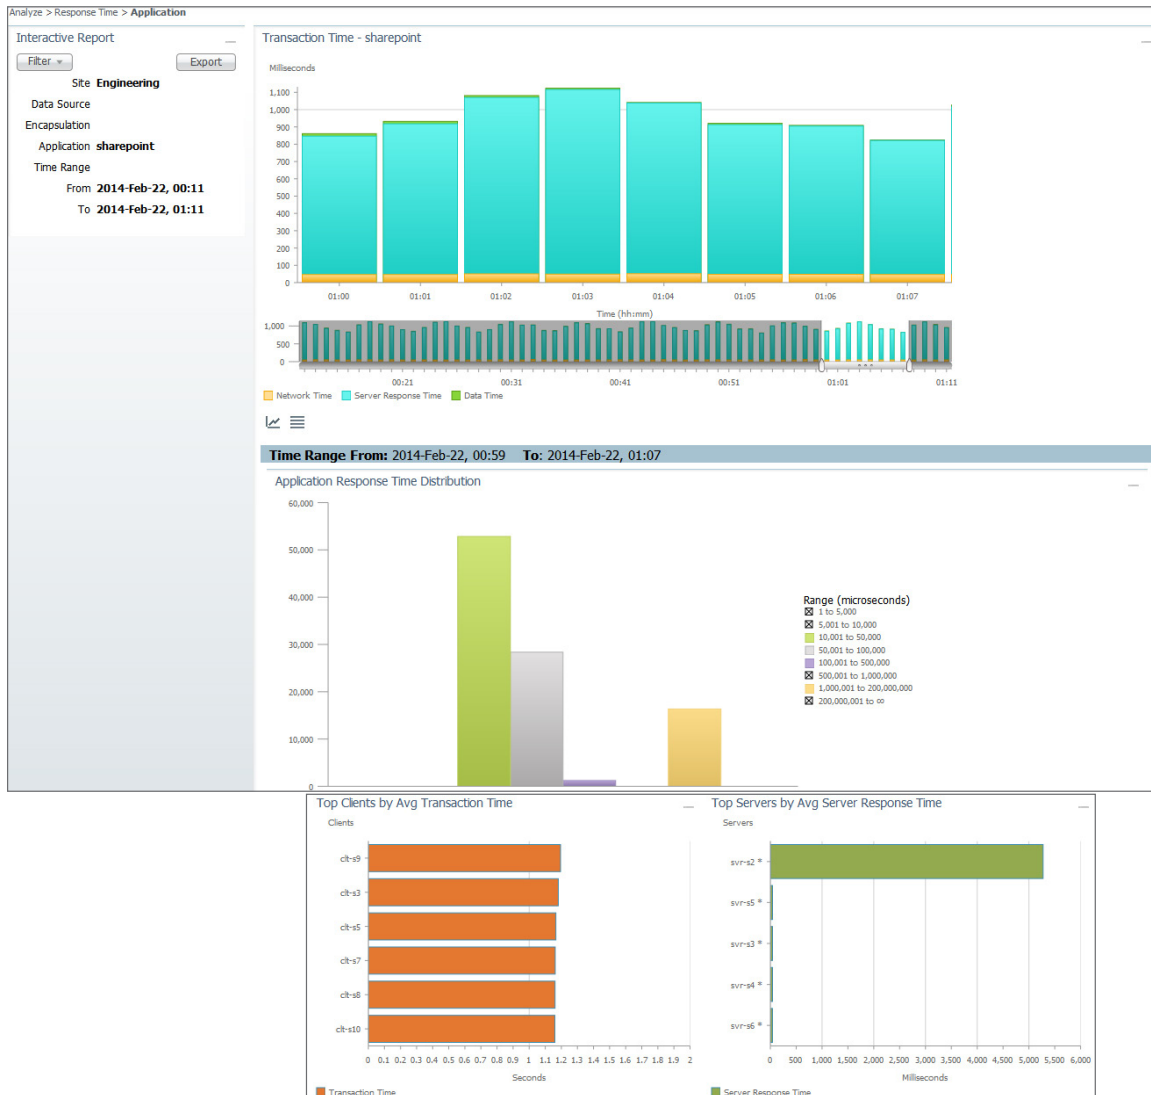 Analyze > Response Time > Application
Interactive Report
Filter
Export
Site Engineering
Data Source
Encapsulation
Application sharepoint
Time Range
From 2014-Feb-22, 00:11
To 2014-Feb-22, 01:11
Transaction Time - sharepoint
Milliseconds
1,100
1,000
900
800
700
600
500
400
300
200
100
0
01:00 01:01 01:02 01:03 01:04 01:05 01:06 01:07
Time (hh:mm)
1,000
500
0
00:21 00:31 00:41 00:51 01:01 01:11
Network Time Server Response Time Data Time
Time Range From: 2014-Feb-22, 00:59 To: 2014-Feb-22, 01:07
Application Response Time Distribution
60,000
50,000
40,000
30,000
20,000
10,000
0
Range (microseconds)
1 to 5,000
5,001 to 10,000
10,001 to 50,000
50,001 to 100,000
100,001 to 500,000
500,001 to 1,000,000
1,000,001 to 200,000,000
200,000,001 to ∞
Top Clients by Avg Transaction Time
Clients
clt-s9
clt-s3
clt-s5
clt-s7
clt-s8
clt-s10
0 0.1 0.2 0.3 0.4 0.5 0.6 0.7 0.8 0.9 1 1.1 1.2 1.3 1.4 1.5 1.6 1.7 1.8 1.9 2
Seconds
Transaction Time
Top Servers by Avg Server Response Time
Servers
svr-s2 *
svr-s5 *
svr-s3 *
svr-s4 *
svr-s6 *
0 500 1,000 1,500 2,000 2,500 3,000 3,500 4,000 4,500 5,000 5,500 6,000
Milliseconds
Server Response Time